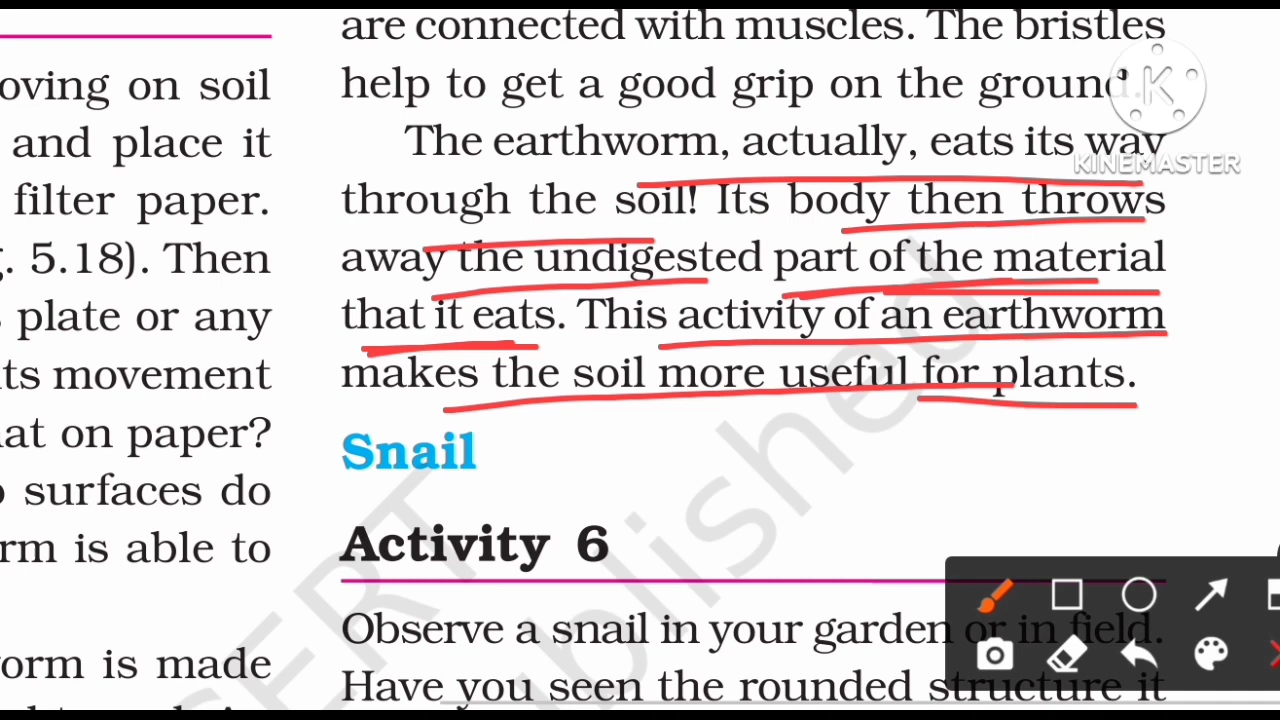 oving on soil
and place it
filter paper.
. 5.18). Then
plate or any
ts movement
at on paper?
surfaces do
rm is able to
orm is made
are connected with muscles. The bristles
help to get a good grip on the ground.
The earthworm, actually, eats its way
through the soil! Its body then throws
away the undigested part of the material
that it eats. This activity of an earthworm
makes the soil more useful for plants.
Snail
Activity 6
Observe a snail in your garden or in field.
Have you seen the rounded structure it
K
KINEMASTER
ERT
blished